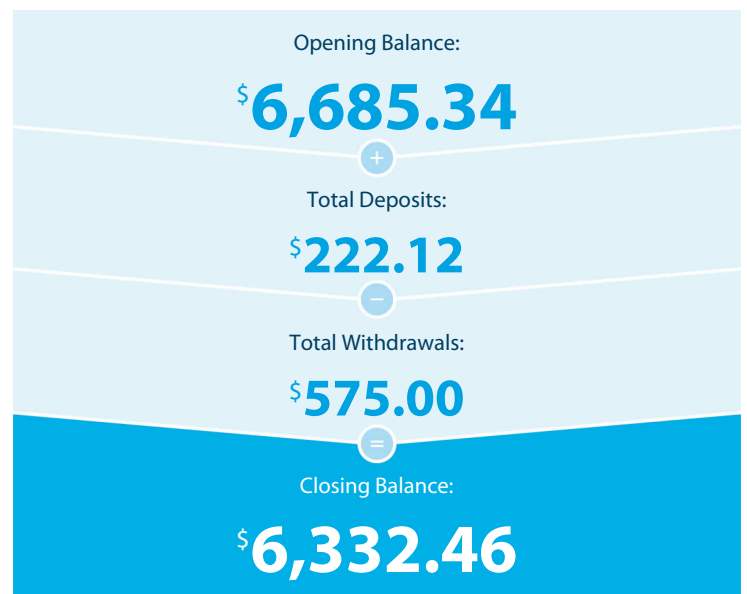 Opening Balance:
$6,685.34
+
Total Deposits:
$222.12
−
Total Withdrawals:
$575.00
=
Closing Balance:
$6,332.46